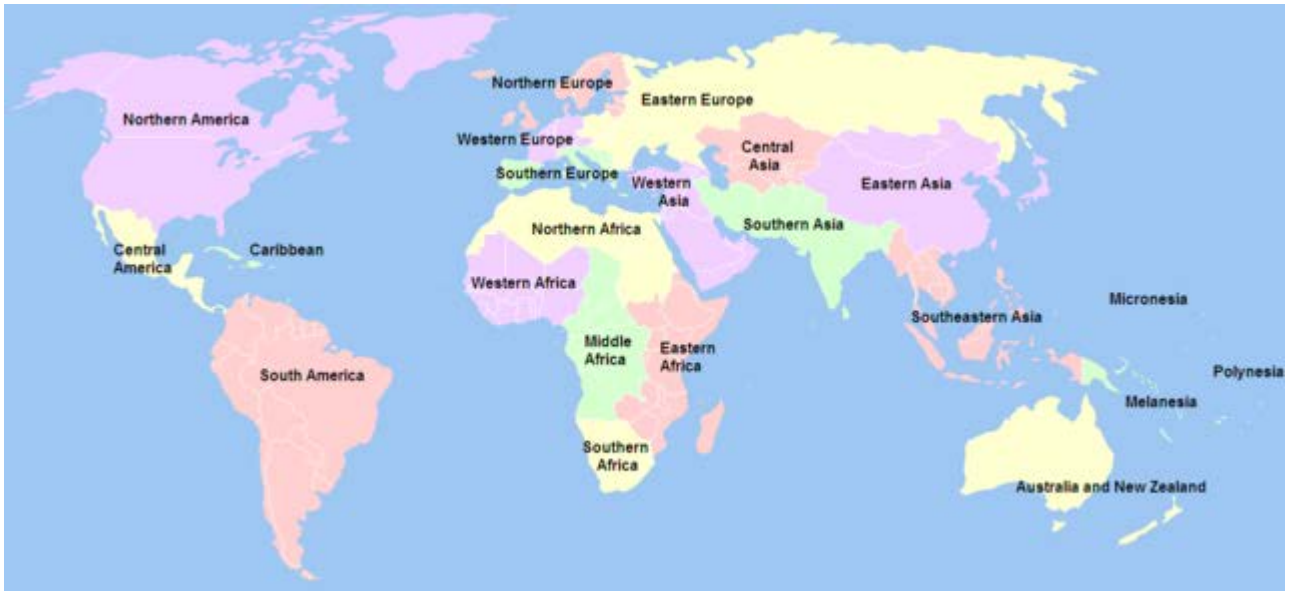 Northern Europe
Eastern Europe
Northern America
Western Europe
Central
Asia
Southern Europe
Western
Asia
Eastern Asia
Southern Asia
Northern Africa
Central
America
Caribbean
Western Africa
Micronesia
Southeastern Asia
Middle
Africa
Eastern
Africa
South America
Polynesia
Melanesia
Southern
Africa
Australia and New Zealand